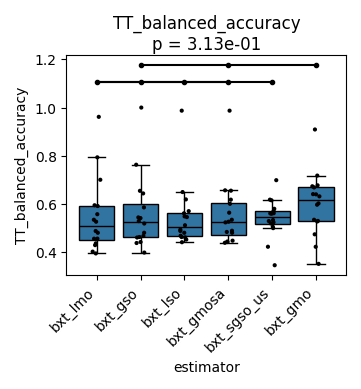 TT_balanced_accuracy
p = 3.13e-01
1.2
1.0
0.8
0.6
0.4
TT_balanced_accuracy
bxt_lmo
bxt_gso
bxt_lso
bxt_gmosa
bxt_sgso_us
bxt_gmo
estimator